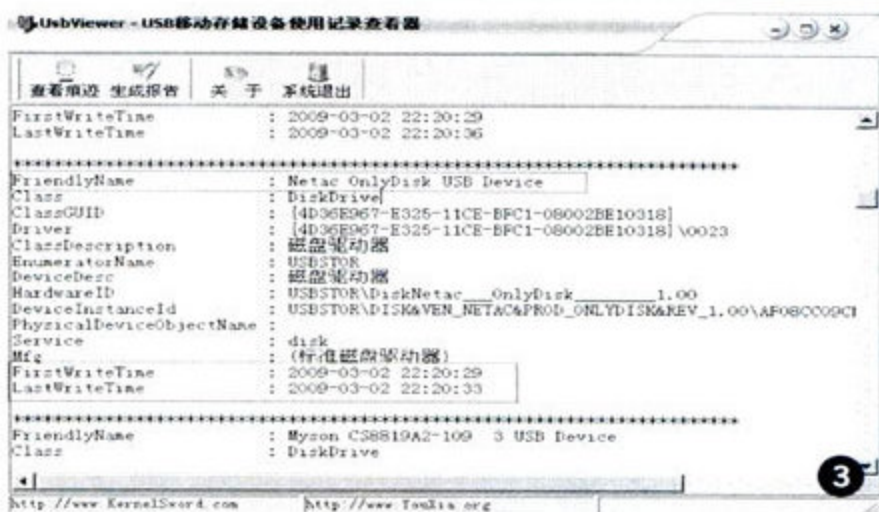 UsbViewer - USB移动存储设备使用记录查看器
查看痕迹 生成报告 关 于 系统退出
FirstWriteTime : 2009-03-02 22:20:29
LastWriteTime : 2009-03-02 22:20:36
********************************************************************************
FriendlyName : Netac OnlyDisk USB Device
Class : DiskDrive
ClassGUID : {4D36E967-E325-11CE-BFC1-08002BE10318}
Driver : {4D36E967-E325-11CE-BFC1-08002BE10318}\0023
ClassDescription : 磁盘驱动器
EnumeratorName : USBSTOR
DeviceDesc : 磁盘驱动器
HardwareID : USBSTOR\DiskNetac___OnlyDisk________1.00
DeviceInstanceId : USBSTOR\DISK&VEN_NETAC&PROD_ONLYDISK&REV_1.00\AF08CC09C
PhysicalDeviceObjectName :
Service : disk
Mfg : (标准磁盘驱动器)
FirstWriteTime : 2009-03-02 22:20:29
LastWriteTime : 2009-03-02 22:20:33
********************************************************************************
FriendlyName : Myson CS8819A2-109 3 USB Device
Class : DiskDrive
3
http://www.KernelSword.com http://www.YouXia.org